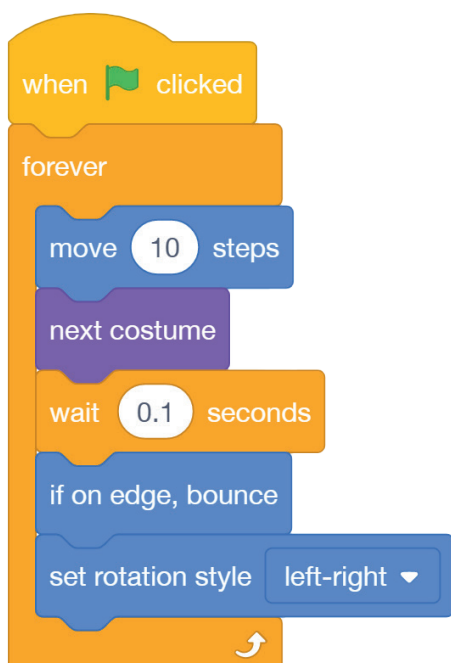 when clicked
forever
move 10 steps
next costume
wait 0.1 seconds
if on edge, bounce
set rotation style left-right